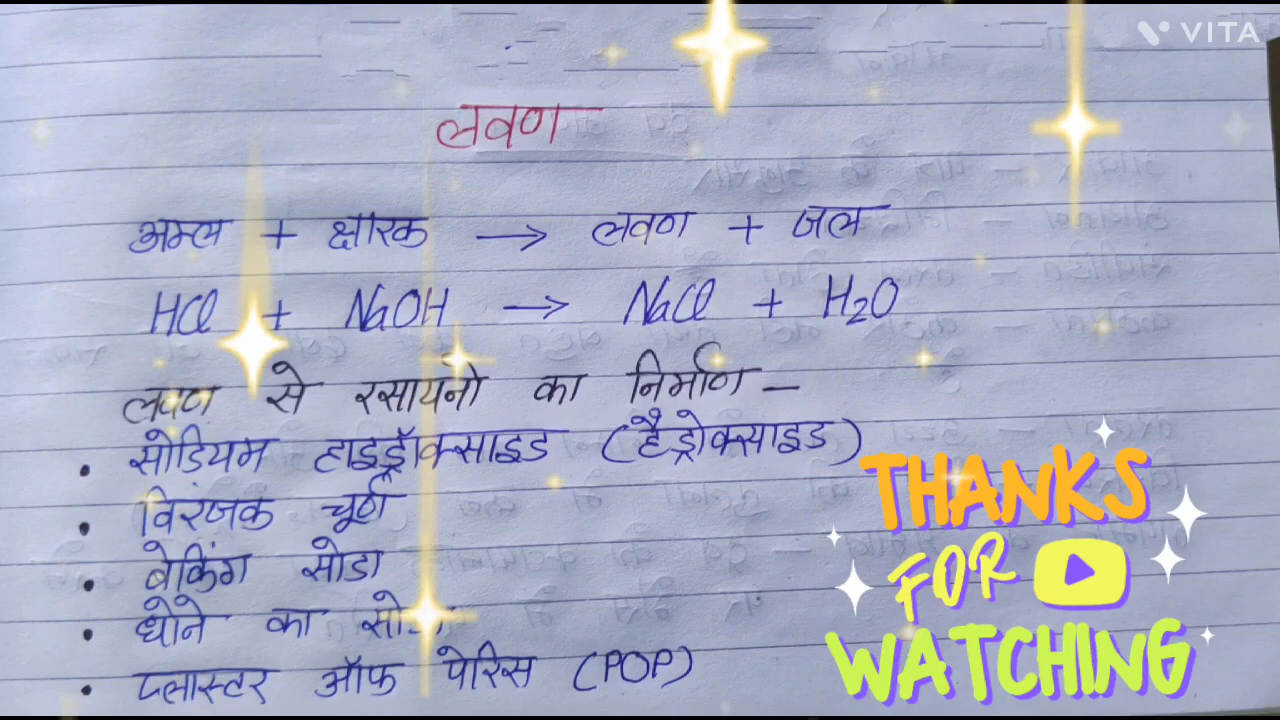 VITA
लवण
अम्ल + क्षारक → लवण + जल
HCl + NaOH → NaCl + H2O
लवण से रसायनो का निर्माण –
• सोडियम हाइड्रॉक्साइड (हैड्रोक्साइड)
• विरंजक चूर्ण
• बेकिंग सोडा
• धोने का
• प्लास्टर ऑफ पेरिस (POP)
THANKS
FOR
WATCHING